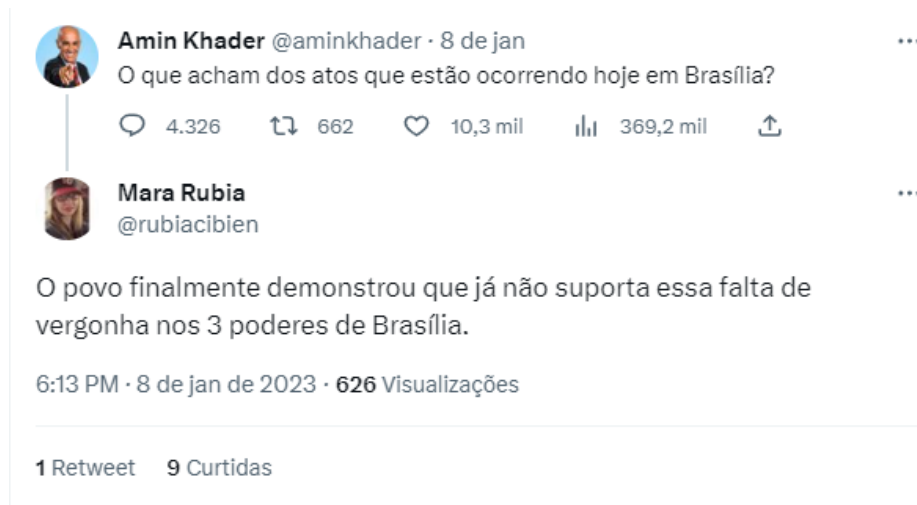 Amin Khader @aminkhader · 8 de jan
O que acham dos atos que estão ocorrendo hoje em Brasília?
4.326 662 10,3 mil 369,2 mil
Mara Rubia
@rubiacibien
O povo finalmente demonstrou que já não suporta essa falta de
vergonha nos 3 poderes de Brasília.
6:13 PM · 8 de jan de 2023 · 626 Visualizações
1 Retweet 9 Curtidas